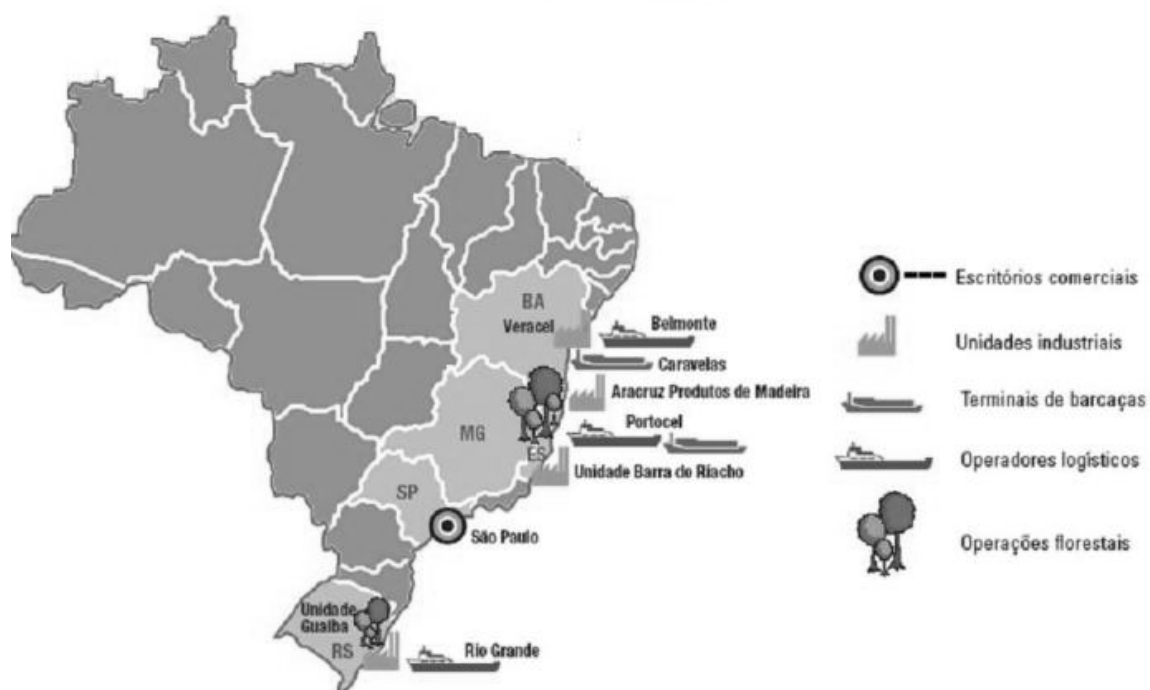 BA
Veracel
Belmonte
Caravelas
Aracruz Produtos de Madeira
MG
Portocel
ES
Unidade Barra do Riacho
SP
São Paulo
Unidade
Guaíba
RS
Rio Grande
Escritórios comerciais
Unidades industriais
Terminais de barcaças
Operadores logísticos
Operações florestais